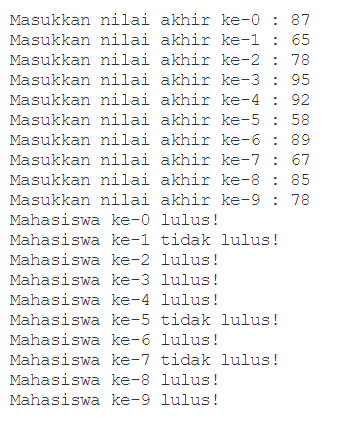 Masukkan nilai akhir ke-0 : 87
Masukkan nilai akhir ke-1 : 65
Masukkan nilai akhir ke-2 : 78
Masukkan nilai akhir ke-3 : 95
Masukkan nilai akhir ke-4 : 92
Masukkan nilai akhir ke-5 : 58
Masukkan nilai akhir ke-6 : 89
Masukkan nilai akhir ke-7 : 67
Masukkan nilai akhir ke-8 : 85
Masukkan nilai akhir ke-9 : 78
Mahasiswa ke-0 lulus!
Mahasiswa ke-1 tidak lulus!
Mahasiswa ke-2 lulus!
Mahasiswa ke-3 lulus!
Mahasiswa ke-4 lulus!
Mahasiswa ke-5 tidak lulus!
Mahasiswa ke-6 lulus!
Mahasiswa ke-7 tidak lulus!
Mahasiswa ke-8 lulus!
Mahasiswa ke-9 lulus!